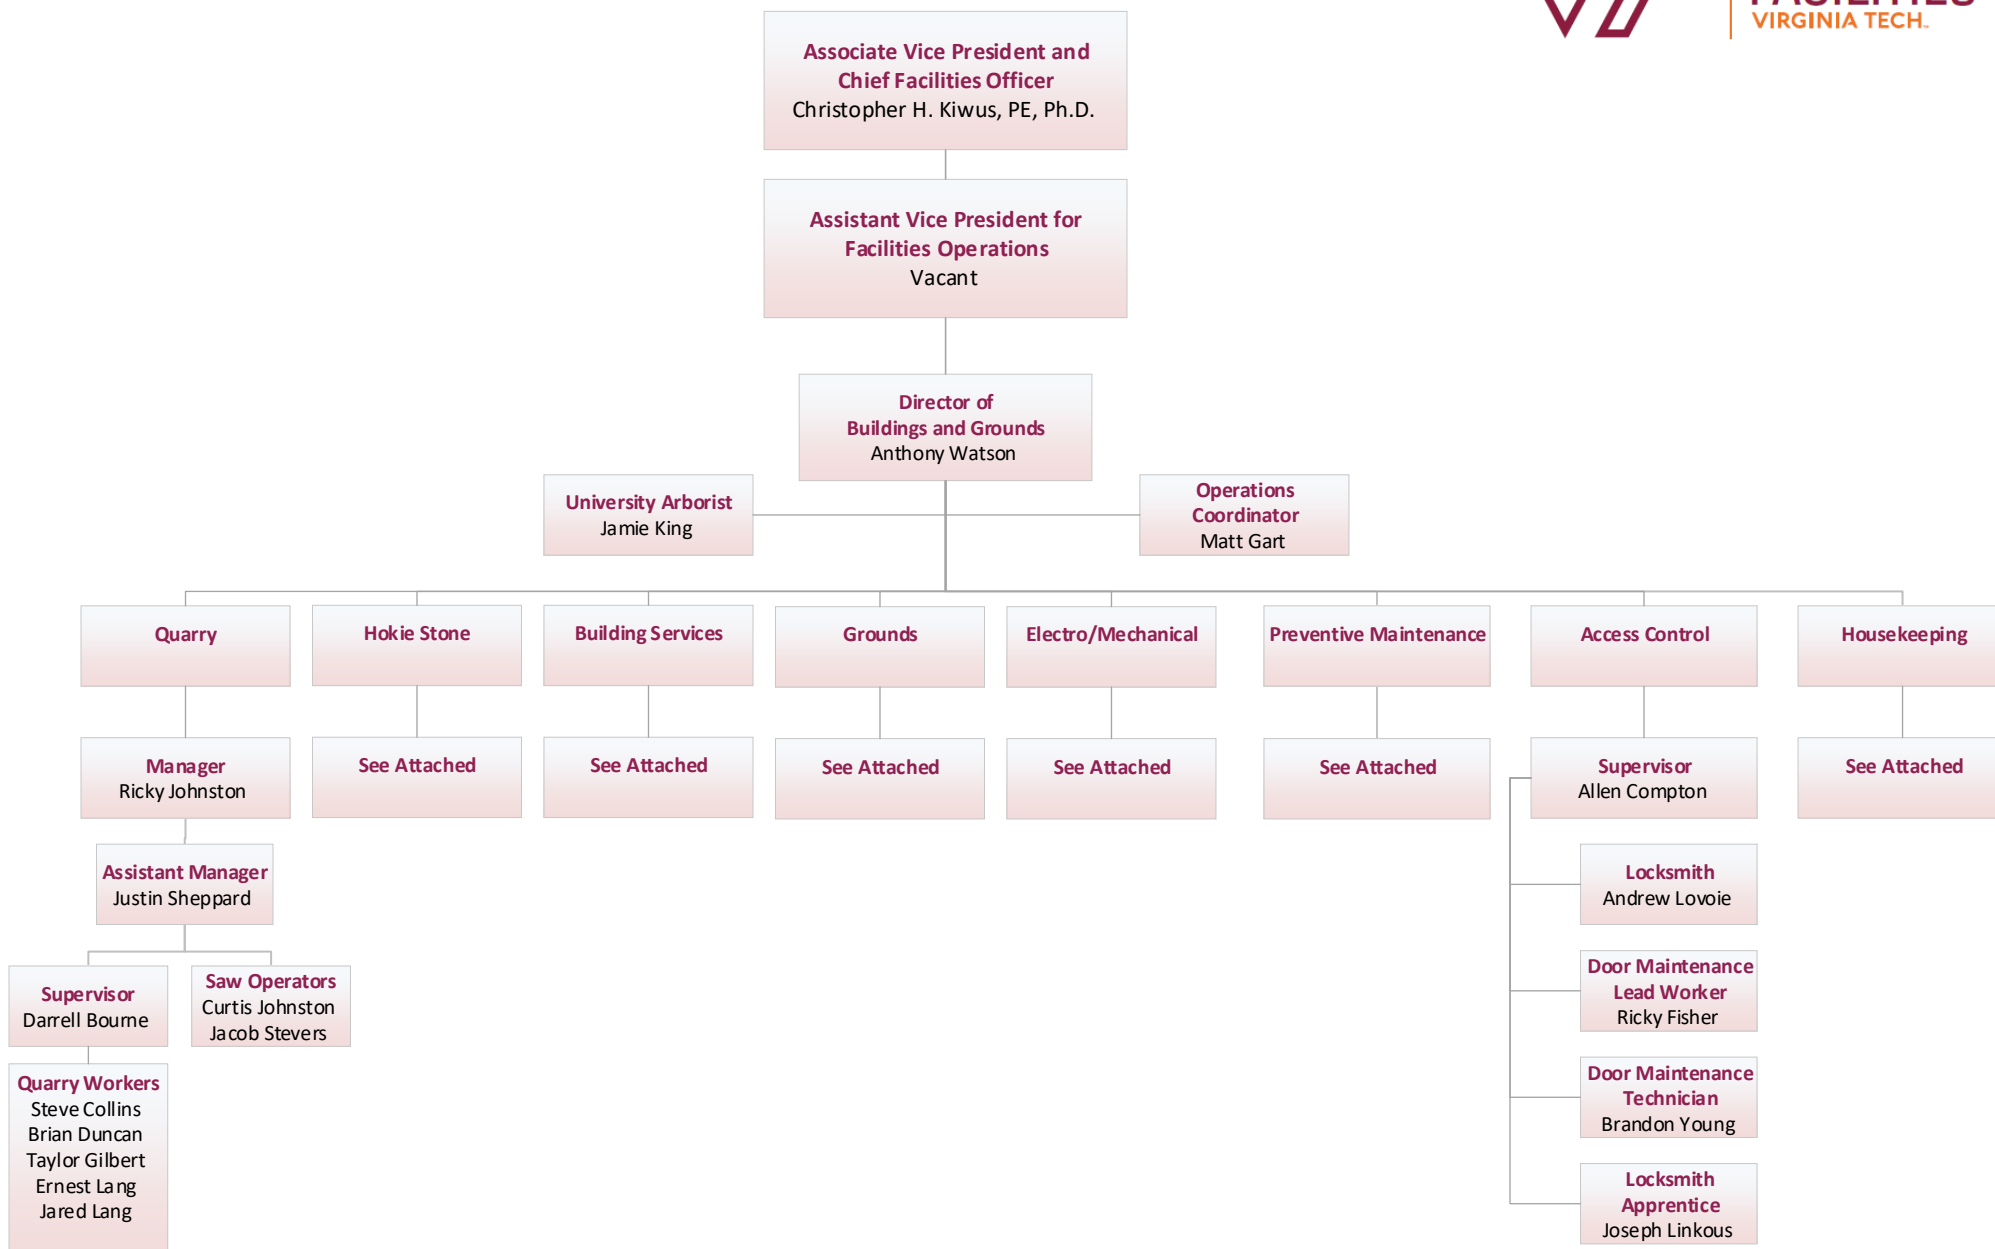 FACILITIES
VIRGINIA TECH™
Associate Vice President and
Chief Facilities Officer
Christopher H. Kiwus, PE, Ph.D.
Assistant Vice President for
Facilities Operations
Vacant
Director of
Buildings and Grounds
Anthony Watson
University Arborist
Jamie King
Operations
Coordinator
Matt Gart
Quarry
Hokie Stone
Building Services
Grounds
Electro/Mechanical
Preventive Maintenance
Access Control
Housekeeping
Manager
Ricky Johnston
See Attached
See Attached
See Attached
See Attached
See Attached
Supervisor
Allen Compton
See Attached
Assistant Manager
Justin Sheppard
Supervisor
Darrell Bourne
Saw Operators
Curtis Johnston
Jacob Stevers
Quarry Workers
Steve Collins
Brian Duncan
Taylor Gilbert
Ernest Lang
Jared Lang
Locksmith
Andrew Lovoie
Door Maintenance
Lead Worker
Ricky Fisher
Door Maintenance
Technician
Brandon Young
Locksmith
Apprentice
Joseph Linkous